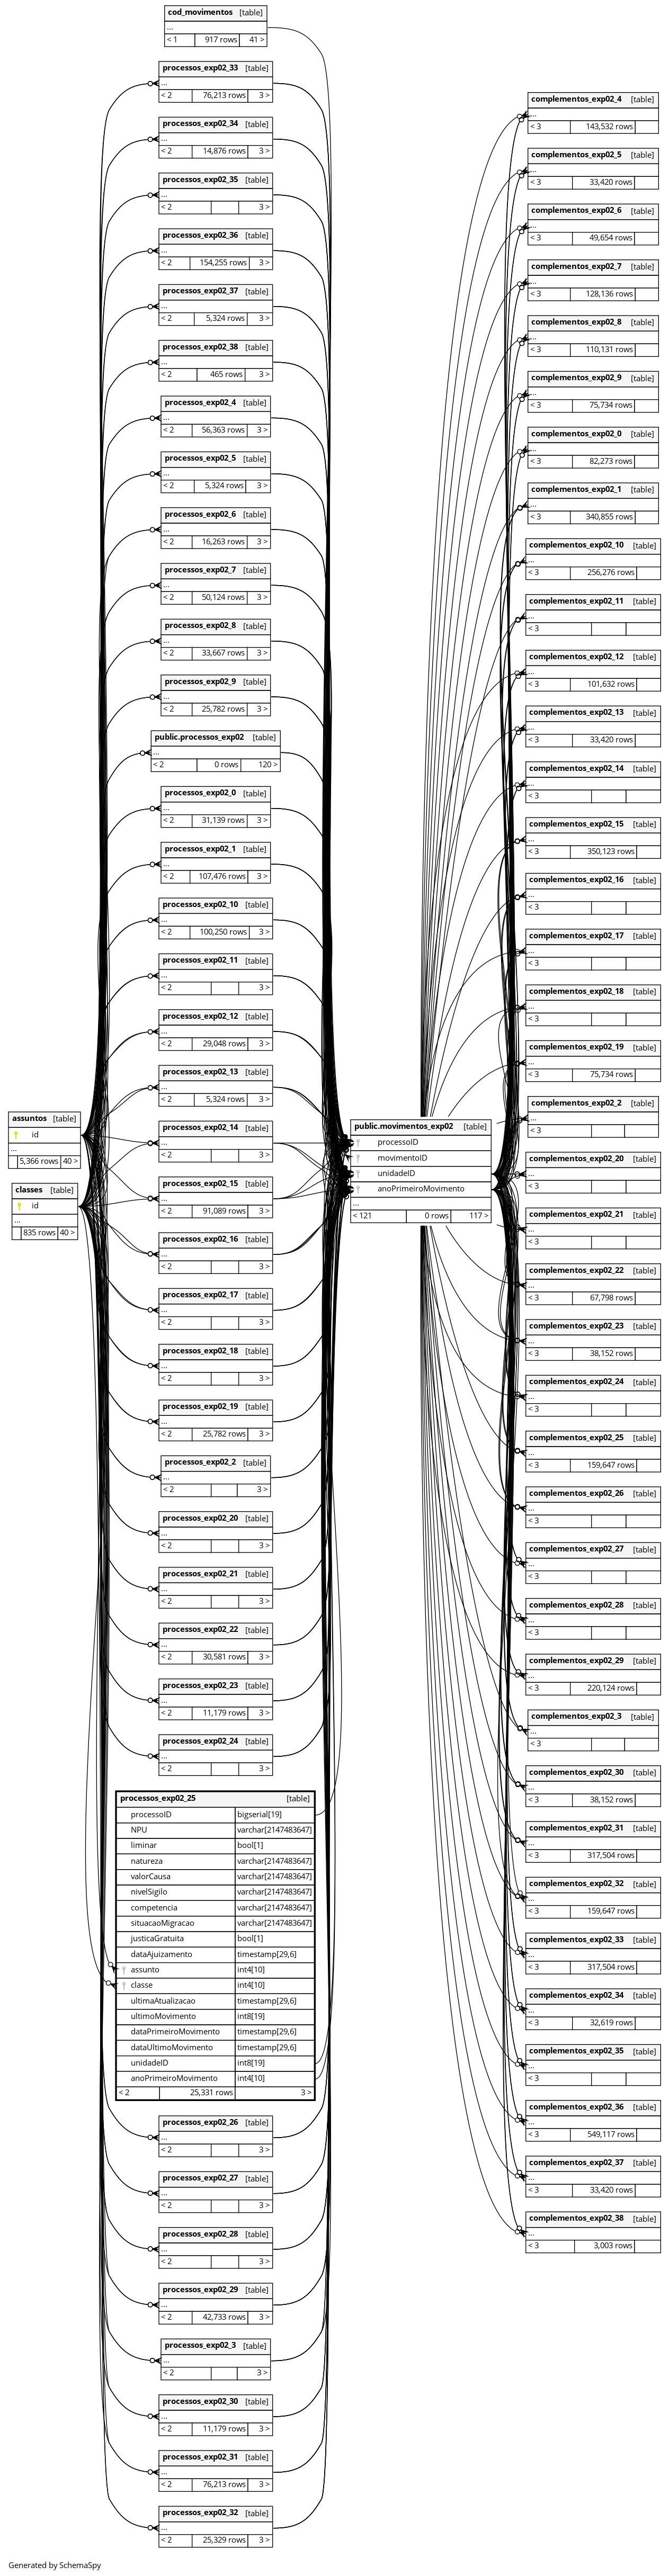 cod_movimentos [table]
...
< 1 917 rows 41 >
processos_exp02_33 [table]
...
< 2 76,213 rows 3 >
processos_exp02_34 [table]
...
< 2 14,876 rows 3 >
processos_exp02_35 [table]
...
< 2 3 >
processos_exp02_36 [table]
...
< 2 154,255 rows 3 >
processos_exp02_37 [table]
...
< 2 5,324 rows 3 >
processos_exp02_38 [table]
...
< 2 465 rows 3 >
processos_exp02_4 [table]
...
< 2 56,363 rows 3 >
processos_exp02_5 [table]
...
< 2 5,324 rows 3 >
processos_exp02_6 [table]
...
< 2 16,263 rows 3 >
processos_exp02_7 [table]
...
< 2 50,124 rows 3 >
processos_exp02_8 [table]
...
< 2 33,667 rows 3 >
processos_exp02_9 [table]
...
< 2 25,782 rows 3 >
public.processos_exp02 [table]
...
< 2 0 rows 120 >
processos_exp02_0 [table]
...
< 2 31,139 rows 3 >
processos_exp02_1 [table]
...
< 2 107,476 rows 3 >
processos_exp02_10 [table]
...
< 2 100,250 rows 3 >
processos_exp02_11 [table]
...
< 2 3 >
processos_exp02_12 [table]
...
< 2 29,048 rows 3 >
processos_exp02_13 [table]
...
< 2 5,324 rows 3 >
processos_exp02_14 [table]
...
< 2 3 >
processos_exp02_15 [table]
...
< 2 91,089 rows 3 >
processos_exp02_16 [table]
...
< 2 3 >
processos_exp02_17 [table]
...
< 2 3 >
processos_exp02_18 [table]
...
< 2 3 >
processos_exp02_19 [table]
...
< 2 25,782 rows 3 >
processos_exp02_2 [table]
...
< 2 3 >
processos_exp02_20 [table]
...
< 2 3 >
processos_exp02_21 [table]
...
< 2 3 >
processos_exp02_22 [table]
...
< 2 30,581 rows 3 >
processos_exp02_23 [table]
...
< 2 11,179 rows 3 >
processos_exp02_24 [table]
...
< 2 3 >
processos_exp02_25 [table]
processoID bigserial[19]
NPU varchar[2147483647]
liminar bool[1]
natureza varchar[2147483647]
valorCausa varchar[2147483647]
nivelSigilo varchar[2147483647]
competencia varchar[2147483647]
situacaoMigracao varchar[2147483647]
justicaGratuita bool[1]
dataAjuizamento timestamp[29,6]
assunto int4[10]
classe int4[10]
ultimaAtualizacao timestamp[29,6]
ultimoMovimento int8[19]
dataPrimeiroMovimento timestamp[29,6]
dataUltimoMovimento timestamp[29,6]
unidadeID int8[19]
anoPrimeiroMovimento int4[10]
< 2 25,331 rows 3 >
processos_exp02_26 [table]
...
< 2 3 >
processos_exp02_27 [table]
...
< 2 3 >
processos_exp02_28 [table]
...
< 2 3 >
processos_exp02_29 [table]
...
< 2 42,733 rows 3 >
processos_exp02_3 [table]
...
< 2 3 >
processos_exp02_30 [table]
...
< 2 11,179 rows 3 >
processos_exp02_31 [table]
...
< 2 76,213 rows 3 >
processos_exp02_32 [table]
...
< 2 25,329 rows 3 >
assuntos [table]
id
...
5,366 rows 40 >
classes [table]
id
...
835 rows 40 >
public.movimentos_exp02 [table]
processoID
movimentoID
unidadeID
anoPrimeiroMovimento
...
< 121 0 rows 117 >
complementos_exp02_4 [table]
...
< 3 143,532 rows
complementos_exp02_5 [table]
...
< 3 33,420 rows
complementos_exp02_6 [table]
...
< 3 49,654 rows
complementos_exp02_7 [table]
...
< 3 128,136 rows
complementos_exp02_8 [table]
...
< 3 110,131 rows
complementos_exp02_9 [table]
...
< 3 75,734 rows
complementos_exp02_0 [table]
...
< 3 82,273 rows
complementos_exp02_1 [table]
...
< 3 340,855 rows
complementos_exp02_10 [table]
...
< 3 256,276 rows
complementos_exp02_11 [table]
...
< 3
complementos_exp02_12 [table]
...
< 3 101,632 rows
complementos_exp02_13 [table]
...
< 3 33,420 rows
complementos_exp02_14 [table]
...
< 3
complementos_exp02_15 [table]
...
< 3 350,123 rows
complementos_exp02_16 [table]
...
< 3
complementos_exp02_17 [table]
...
< 3
complementos_exp02_18 [table]
...
< 3
complementos_exp02_19 [table]
...
< 3 75,734 rows
complementos_exp02_2 [table]
...
< 3
complementos_exp02_20 [table]
...
< 3
complementos_exp02_21 [table]
...
< 3
complementos_exp02_22 [table]
...
< 3 67,798 rows
complementos_exp02_23 [table]
...
< 3 38,152 rows
complementos_exp02_24 [table]
...
< 3
complementos_exp02_25 [table]
...
< 3 159,647 rows
complementos_exp02_26 [table]
...
< 3
complementos_exp02_27 [table]
...
< 3
complementos_exp02_28 [table]
...
< 3
complementos_exp02_29 [table]
...
< 3 220,124 rows
complementos_exp02_3 [table]
...
< 3
complementos_exp02_30 [table]
...
< 3 38,152 rows
complementos_exp02_31 [table]
...
< 3 317,504 rows
complementos_exp02_32 [table]
...
< 3 159,647 rows
complementos_exp02_33 [table]
...
< 3 317,504 rows
complementos_exp02_34 [table]
...
< 3 32,619 rows
complementos_exp02_35 [table]
...
< 3
complementos_exp02_36 [table]
...
< 3 549,117 rows
complementos_exp02_37 [table]
...
< 3 33,420 rows
complementos_exp02_38 [table]
...
< 3 3,003 rows
Generated by SchemaSpy